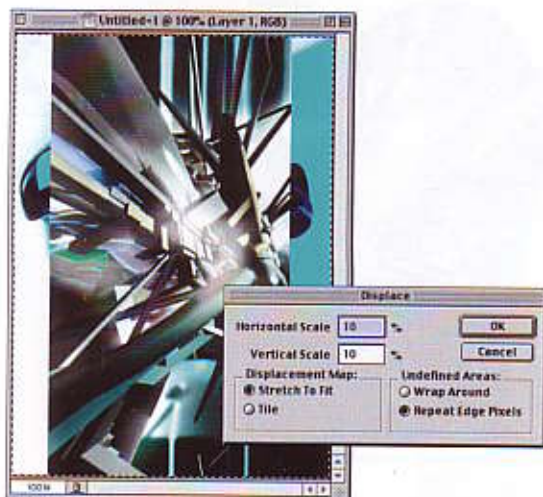 Untitled-1 @ 100% (Layer 1, RGB)
Displace
Horizontal Scale 10 % OK
Vertical Scale 10 % Cancel
Displacement Map: Undefined Areas:
Stretch To Fit Wrap Around
Tile Repeat Edge Pixels
100%